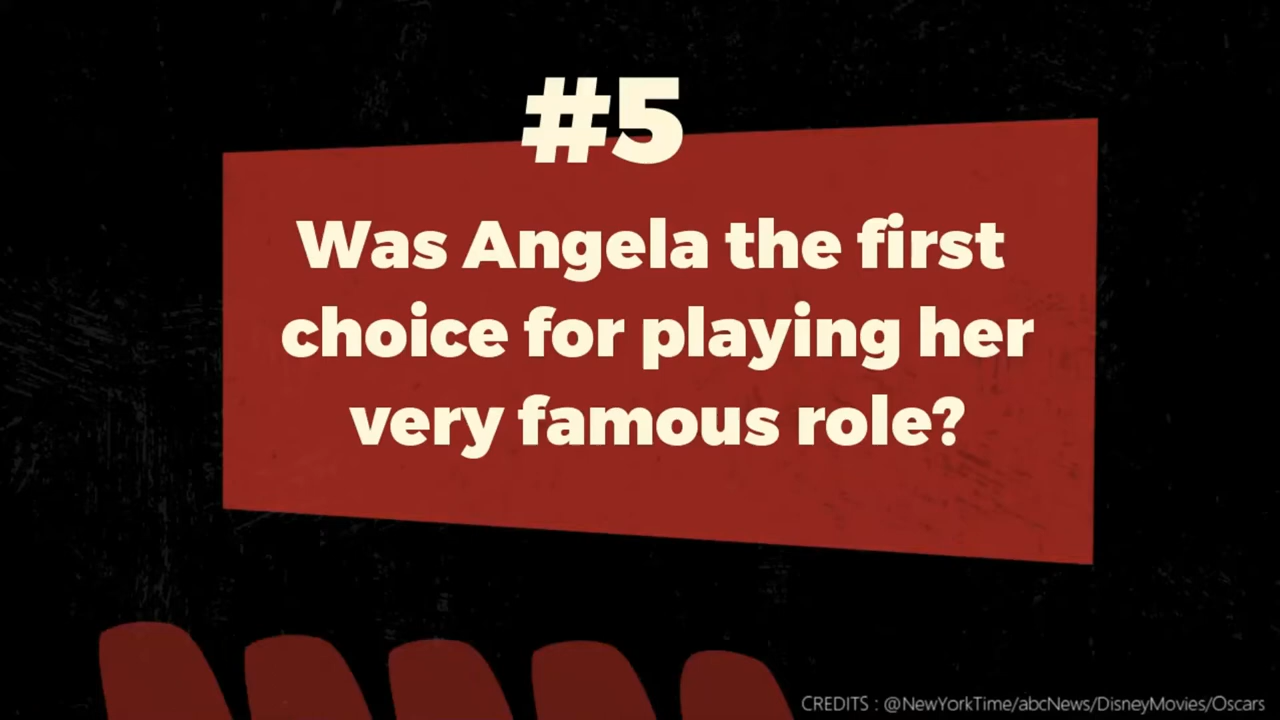 #5
Was Angela the first
choice for playing her
very famous role?
CREDITS : @NewYorkTime/abcNews/DisneyMovies/Oscars